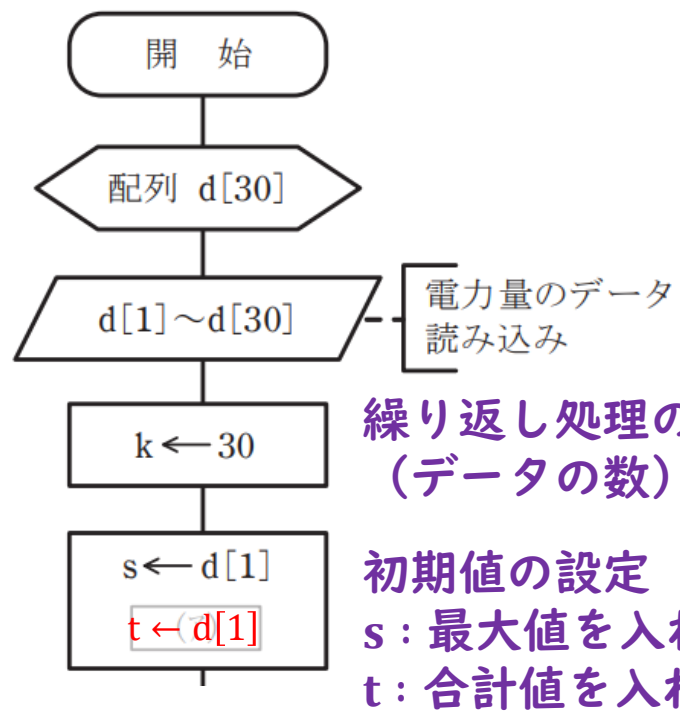 開 始
配列 d[30]
d[1]～d[30]
電力量のデータ
読み込み
k ← 30
繰り返し処理の
（データの数）
s ← d[1]
t ← d[1]
初期値の設定
s：最大値を入れ
t：合計値を入れ